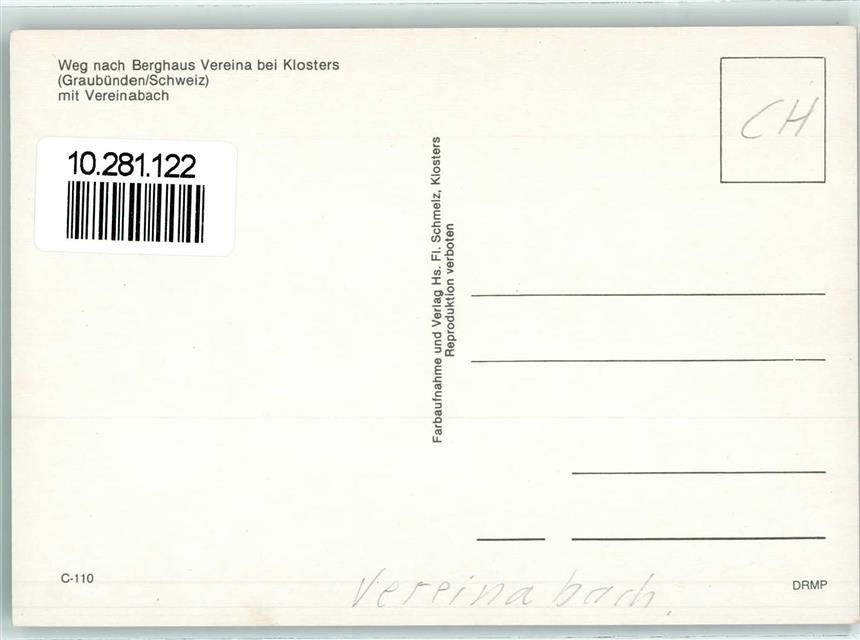 Weg nach Berghaus Vereina bei Klosters
(Graubünden/Schweiz)
mit Vereinabach
10.281.122
CH
Farbaufnahme und Verlag Hs. Fl. Schmelz, Klosters
Reproduktion verboten
C-110
Vereinabach.
DRMP